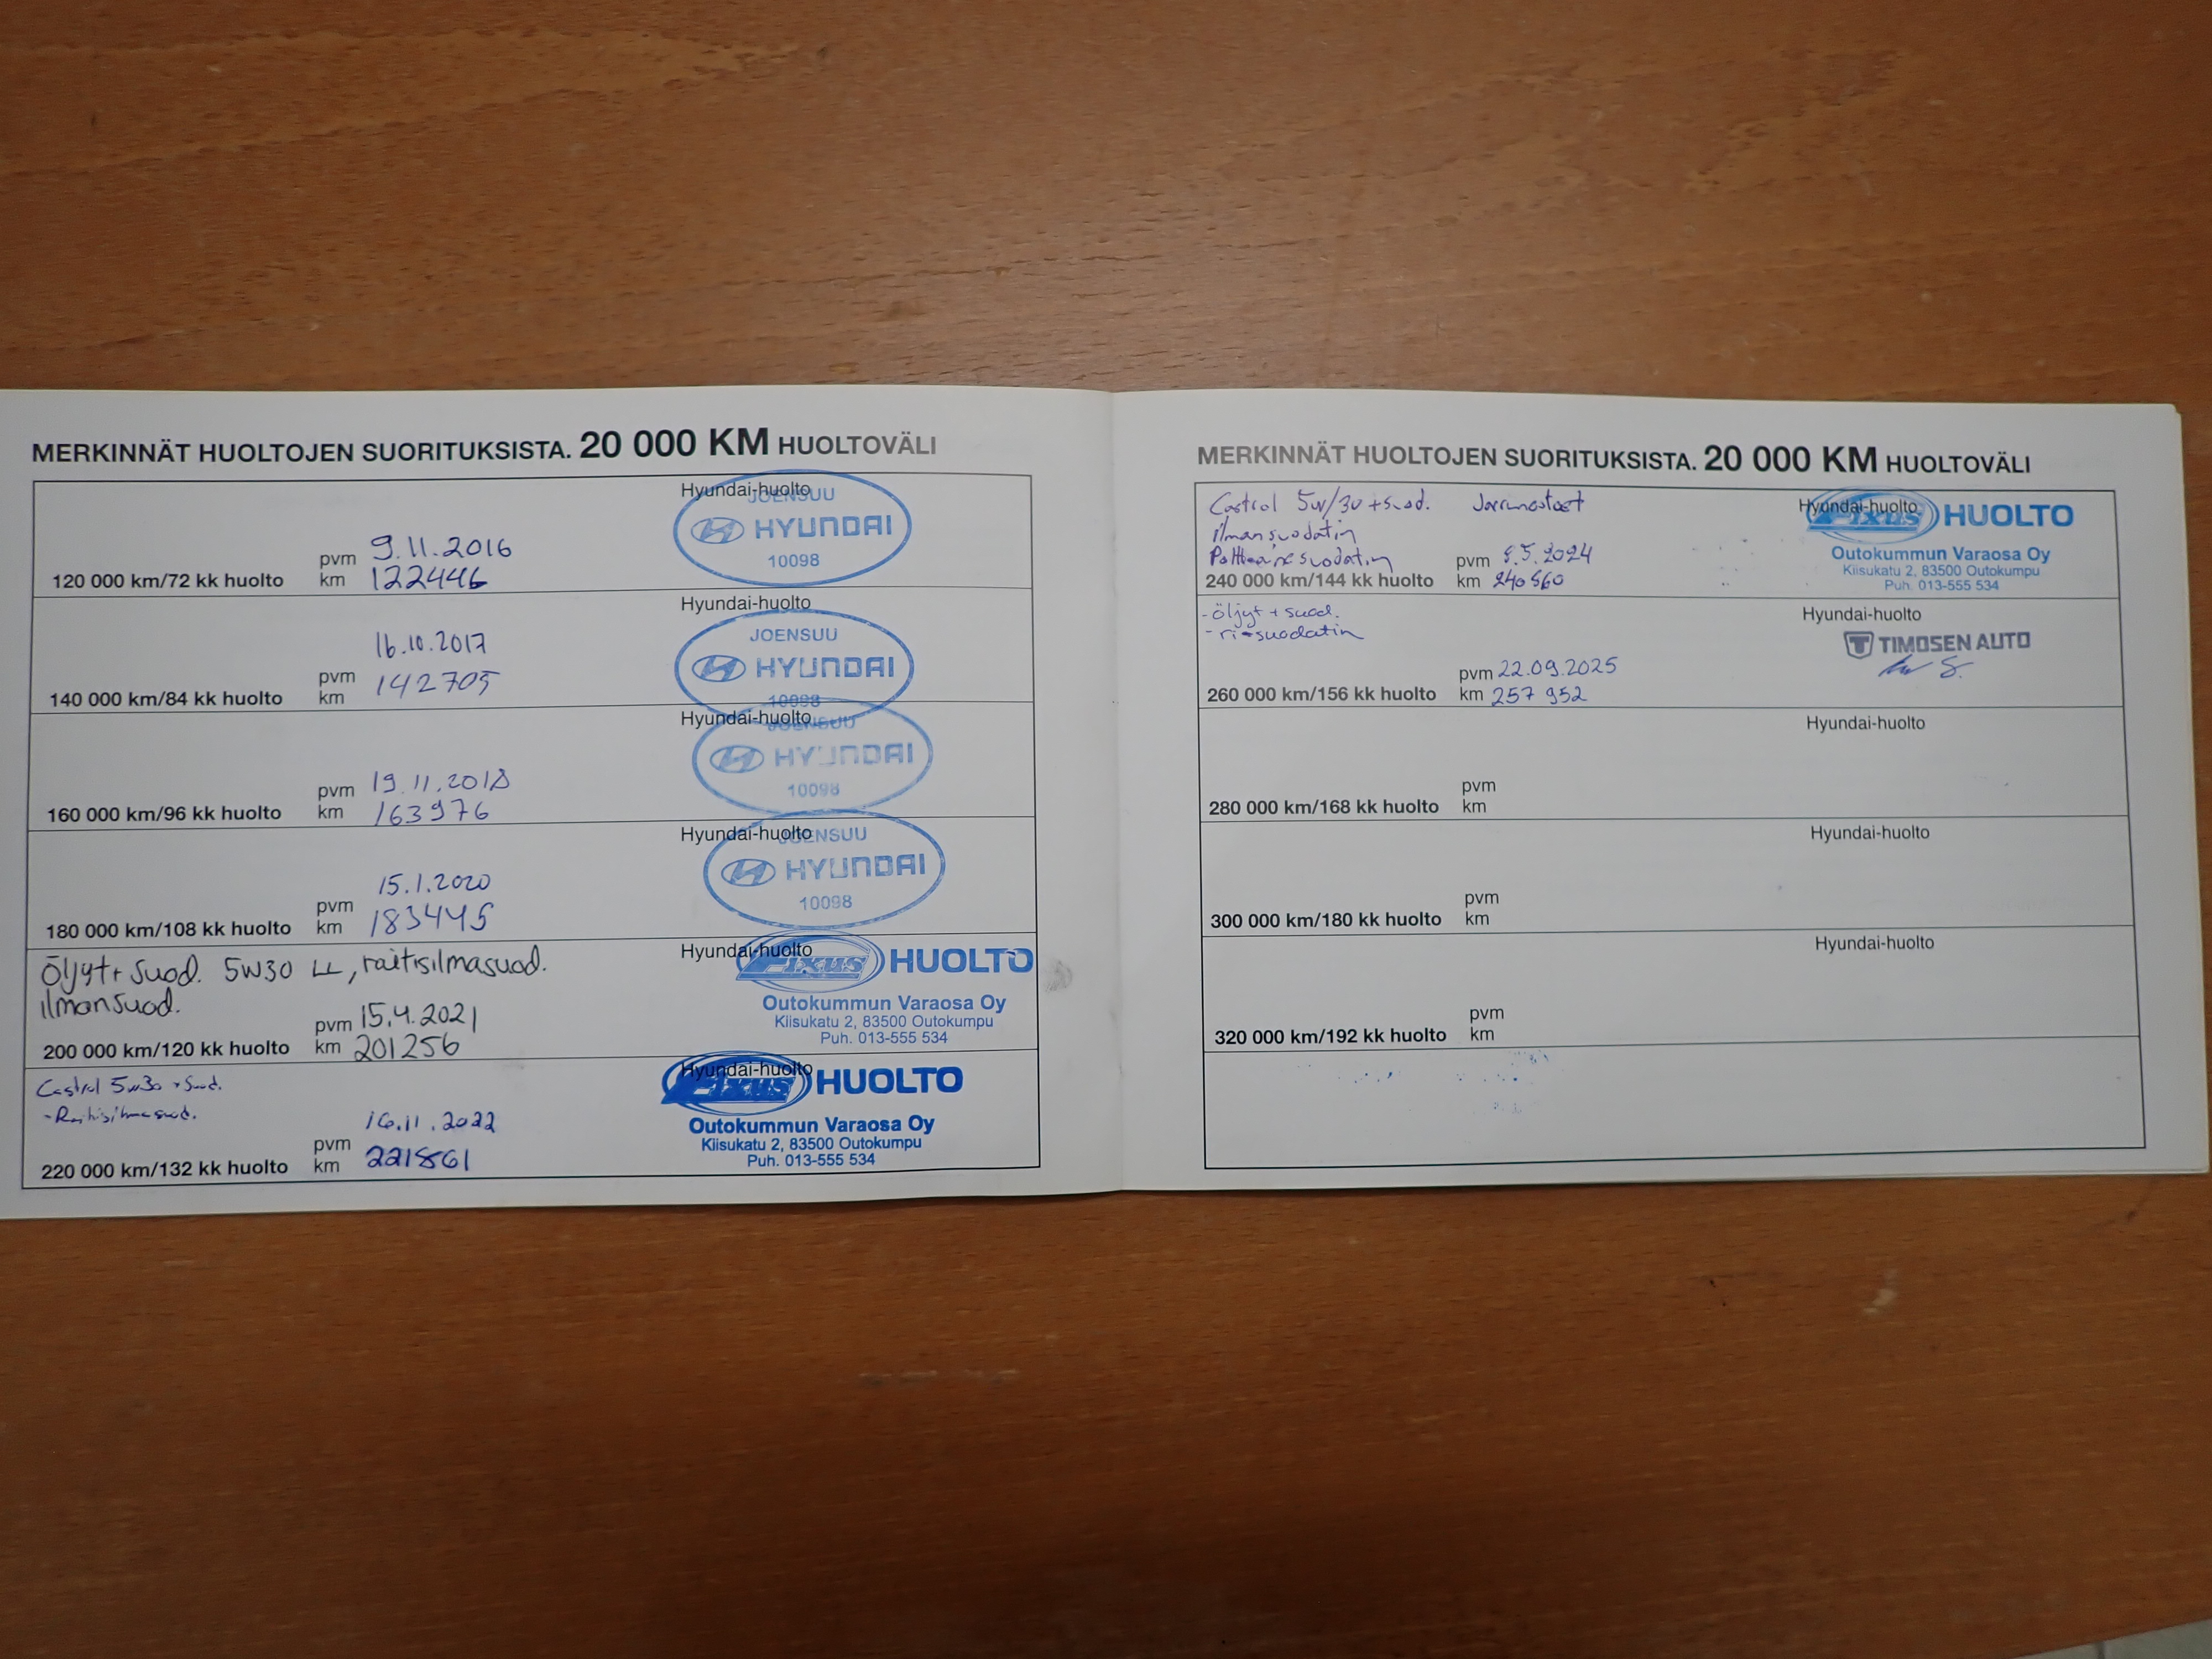 MERKINNÄT HUOLTOJEN SUORITUKSISTA. 20 000 KM HUOLTOVÄLI
Hyundai-huolto
JOENSUU
HYUNDAI
10098
pvm 9.11.2016
120 000 km/72 kk huolto km 122446
Hyundai-huolto
JOENSUU
HYUNDAI
10098
pvm 16.10.2017
140 000 km/84 kk huolto km 142705
Hyundai-huolto
JOENSUU
HYUNDAI
10098
pvm 19.11.2018
160 000 km/96 kk huolto km 163976
Hyundai-huolto
JOENSUU
HYUNDAI
10098
pvm 15.1.2020
180 000 km/108 kk huolto km 183445
Hyundai-huolto
Öljyt+suod. 5W30 LL, raitisilmasuod.
ilmansuod.
Fixus HUOLTO
Outokummun Varaosa Oy
Kiisukatu 2, 83500 Outokumpu
Puh. 013-555 534
pvm 15.4.2021
200 000 km/120 kk huolto km 201256
Hyundai-huolto
Castrol 5w30 + Suod.
- Raitisilmasuod.
Fixus HUOLTO
Outokummun Varaosa Oy
Kiisukatu 2, 83500 Outokumpu
Puh. 013-555 534
pvm 16.11.2022
220 000 km/132 kk huolto km 221861
MERKINNÄT HUOLTOJEN SUORITUKSISTA. 20 000 KM HUOLTOVÄLI
Hyundai-huolto
Castrol 5w/30 +suod. Jarrunesteet
ilmansuodatin
Polttoainesuodatin
Fixus HUOLTO
Outokummun Varaosa Oy
Kiisukatu 2, 83500 Outokumpu
Puh. 013-555 534
pvm
240 000 km/144 kk huolto km 240560
Hyundai-huolto
- öljyt + suod.
- ri-suodatin
TIMOSEN AUTO
pvm 22.09.2025
260 000 km/156 kk huolto km 257 952
Hyundai-huolto
pvm
280 000 km/168 kk huolto km
Hyundai-huolto
pvm
300 000 km/180 kk huolto km
Hyundai-huolto
pvm
320 000 km/192 kk huolto km